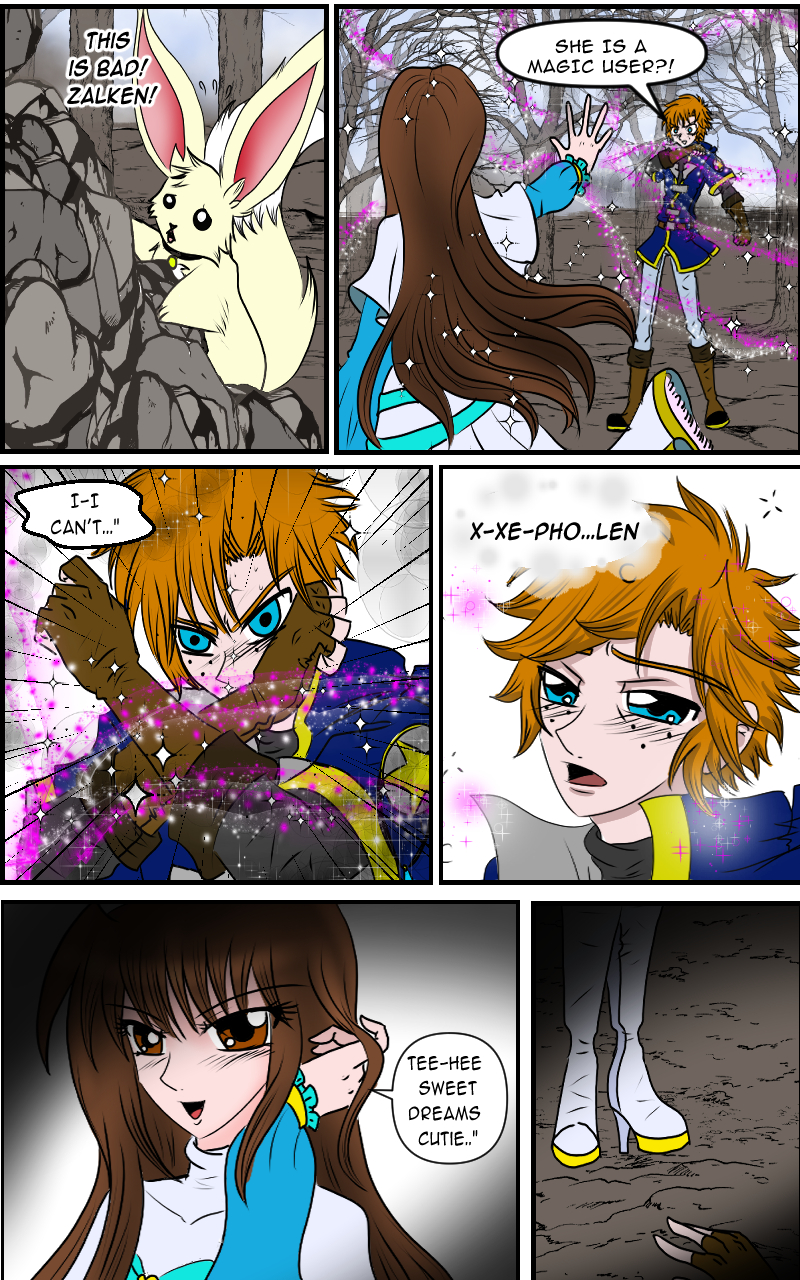 THIS
IS BAD!
ZALKEN!
SHE IS A
MAGIC USER?!
I-I
CAN'T..."
X-XE-PHO...LEN
TEE-HEE
SWEET
DREAMS
CUTIE.."